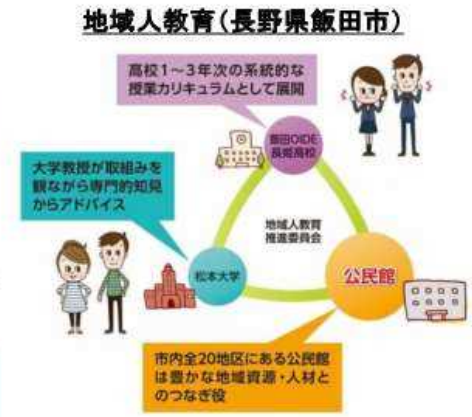 地域人教育(長野県飯田市)
高校1～3年次の系統的な
授業カリキュラムとして展開
飯田OIDE
長姫高校
大学教授が取組みを
観ながら専門的知見
からアドバイス
地域人教育
推進委員会
松本大学
公民館
市内全20地区にある公民館
は豊かな地域資源・人材と
のつなぎ役